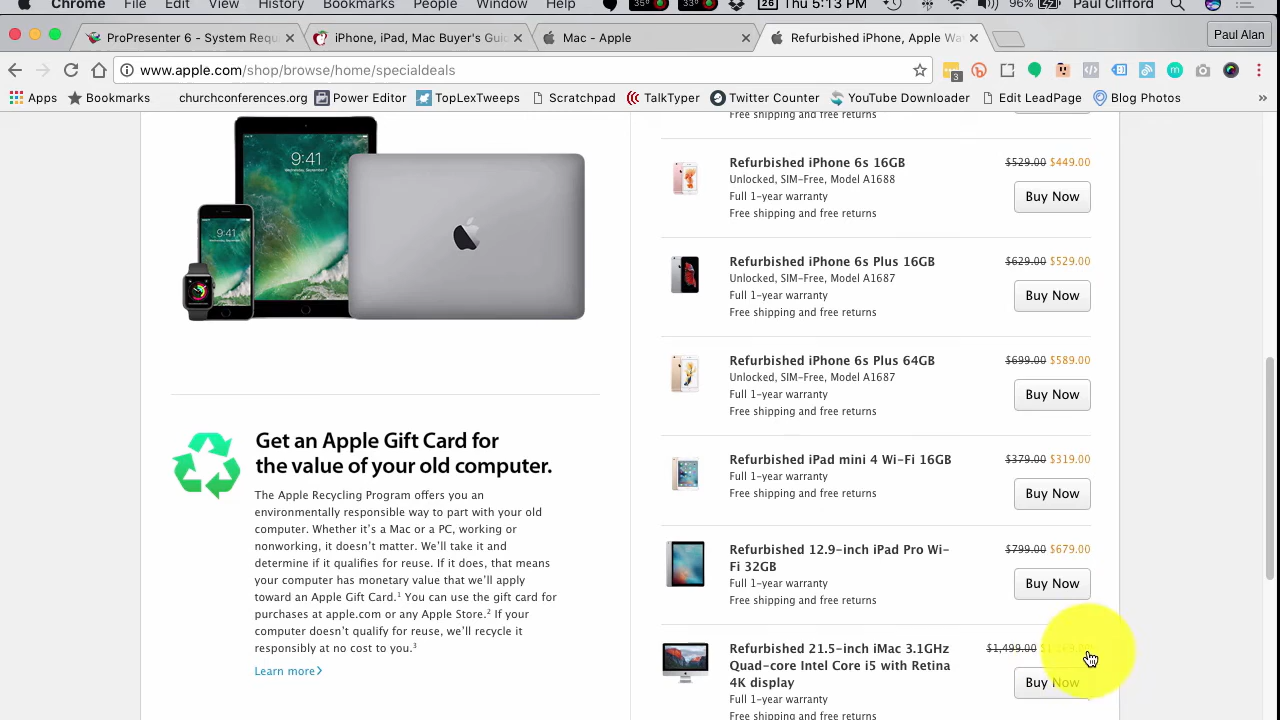 Chrome File Edit View History Bookmarks People Window Help 35° 33° 26 Thu 5:13 PM 96% Paul Clifford
ProPresenter 6 - System Requ
iPhone, iPad, Mac Buyer's Gui
Mac - Apple
Refurbished iPhone, Apple Wa
Paul Alan
www.apple.com/shop/browse/home/specialdeals
3
Apps Bookmarks churchconferences.org Power Editor TopLexTweeps Scratchpad TalkTyper Twitter Counter YouTube Downloader Edit LeadPage Blog Photos »
Free shipping and free returns
9:41
9:41
Refurbished iPhone 6s 16GB
$529.00 $449.00
Unlocked, SIM-Free, Model A1688
Full 1-year warranty
Buy Now
Free shipping and free returns
Refurbished iPhone 6s Plus 16GB
$629.00 $529.00
Unlocked, SIM-Free, Model A1687
Full 1-year warranty
Buy Now
Free shipping and free returns
Refurbished iPhone 6s Plus 64GB
$699.00 $589.00
Unlocked, SIM-Free, Model A1687
Full 1-year warranty
Buy Now
Free shipping and free returns
Refurbished iPad mini 4 Wi-Fi 16GB
$379.00 $319.00
Full 1-year warranty
Free shipping and free returns
Buy Now
Refurbished 12.9-inch iPad Pro Wi-
Fi 32GB
$799.00 $679.00
Full 1-year warranty
Free shipping and free returns
Buy Now
Refurbished 21.5-inch iMac 3.1GHz
Quad-core Intel Core i5 with Retina
4K display
$1,499.00
Full 1-year warranty
Free shipping and free returns
Buy Now
Get an Apple Gift Card for
the value of your old computer.
The Apple Recycling Program offers you an
environmentally responsible way to part with your old
computer. Whether it's a Mac or a PC, working or
nonworking, it doesn't matter. We'll take it and
determine if it qualifies for reuse. If it does, that means
your computer has monetary value that we'll apply
toward an Apple Gift Card.¹ You can use the gift card for
purchases at apple.com or any Apple Store.² If your
computer doesn't qualify for reuse, we'll recycle it
responsibly at no cost to you.³
Learn more>